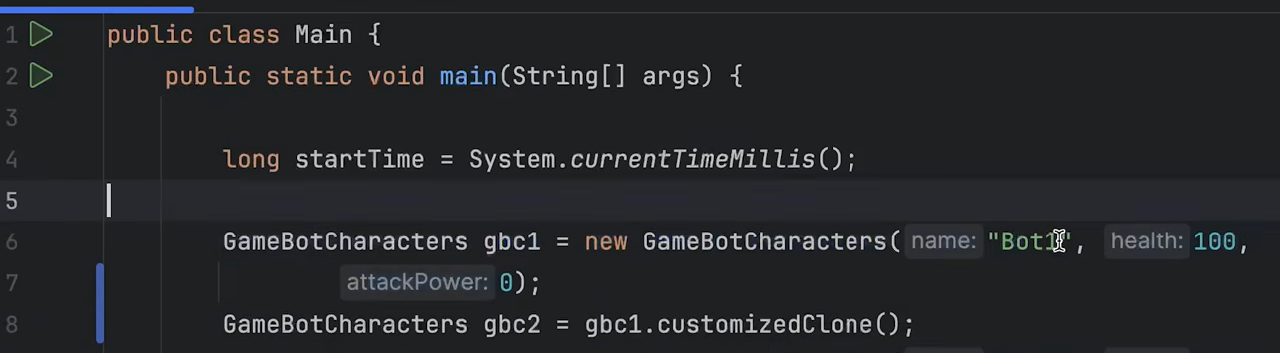 1 public class Main {
2 public static void main(String[] args) {
3
4 long startTime = System.currentTimeMillis();
5
6 GameBotCharacters gbc1 = new GameBotCharacters( name: "Bot1", health: 100,
7 attackPower: 0);
8 GameBotCharacters gbc2 = gbc1.customizedClone();